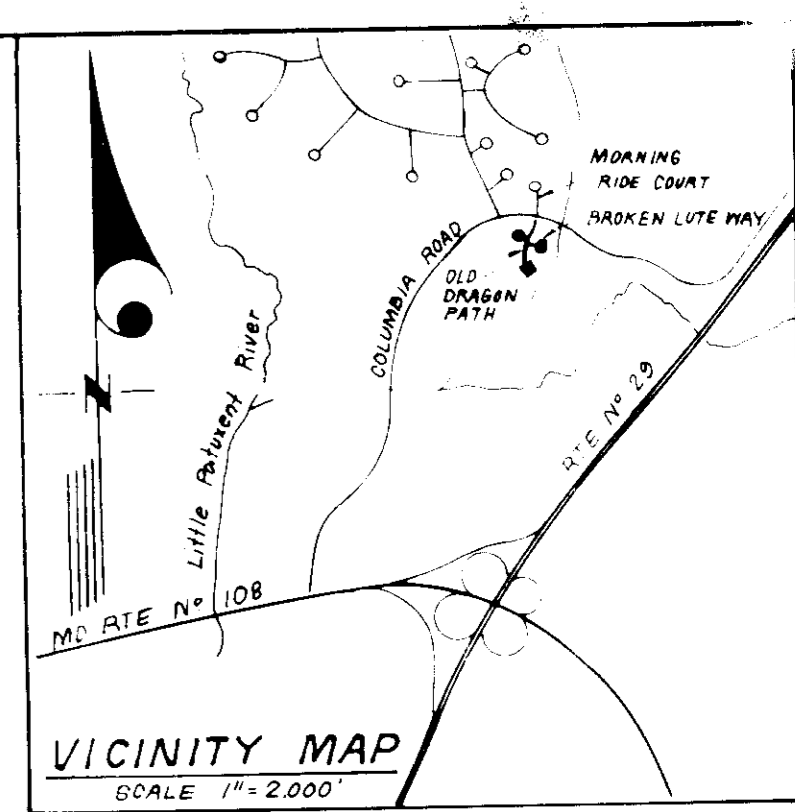 MORNING
RIDE COURT
BROKEN LUTE WAY
COLUMBIA ROAD
OLD
DRAGON
PATH
N
Little Patuxent River
RTE Nº 29
MD RTE Nº 108
VICINITY MAP
SCALE 1" = 2,000'